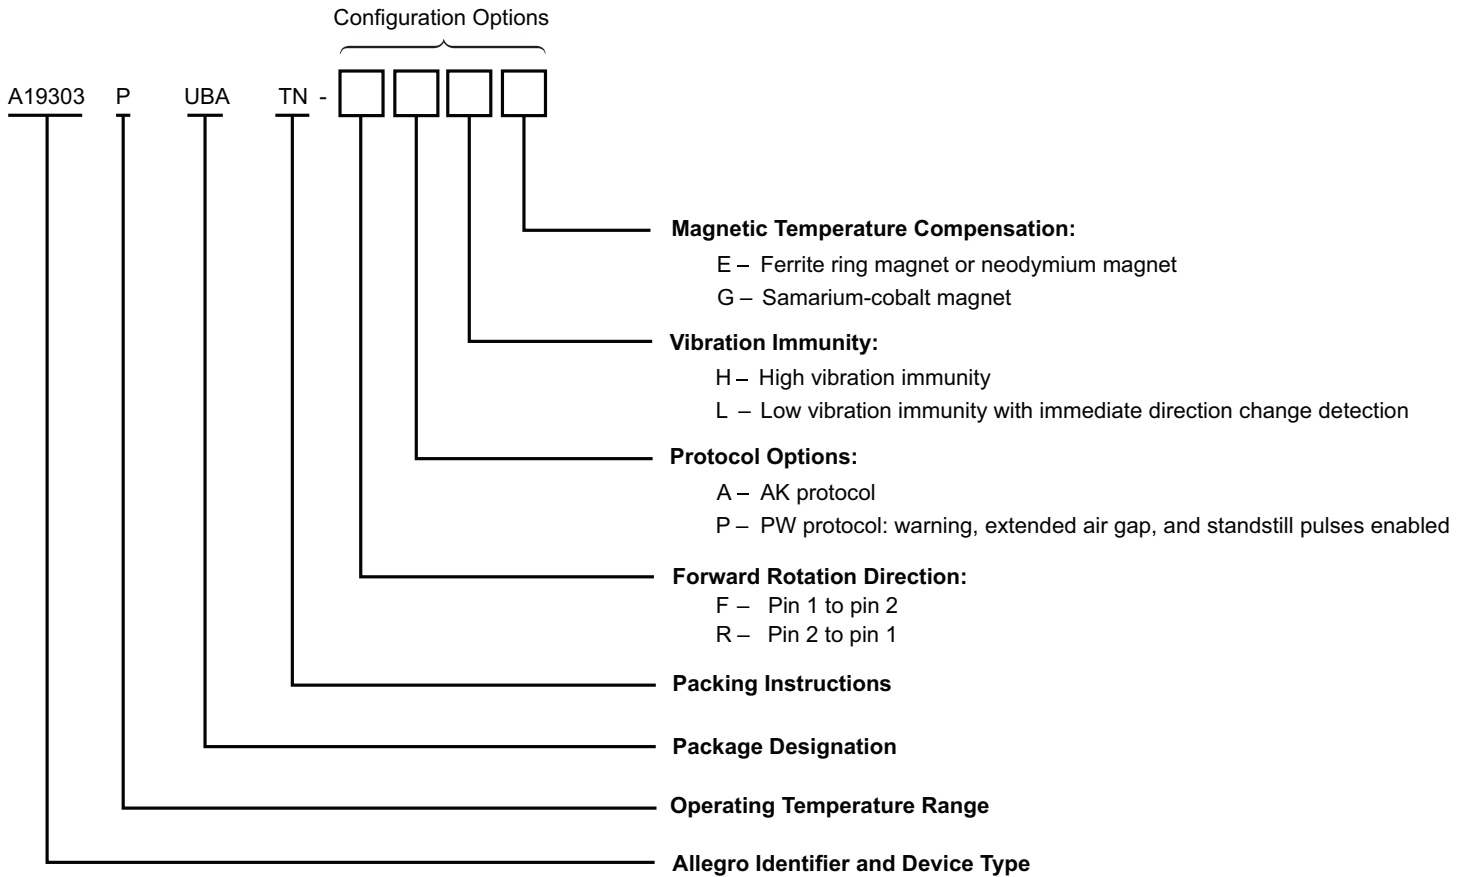 Configuration Options
A19303 P UBA TN -
Magnetic Temperature Compensation:
E – Ferrite ring magnet or neodymium magnet
G – Samarium-cobalt magnet
Vibration Immunity:
H – High vibration immunity
L – Low vibration immunity with immediate direction change detection
Protocol Options:
A – AK protocol
P – PW protocol: warning, extended air gap, and standstill pulses enabled
Forward Rotation Direction:
F – Pin 1 to pin 2
R – Pin 2 to pin 1
Packing Instructions
Package Designation
Operating Temperature Range
Allegro Identifier and Device Type